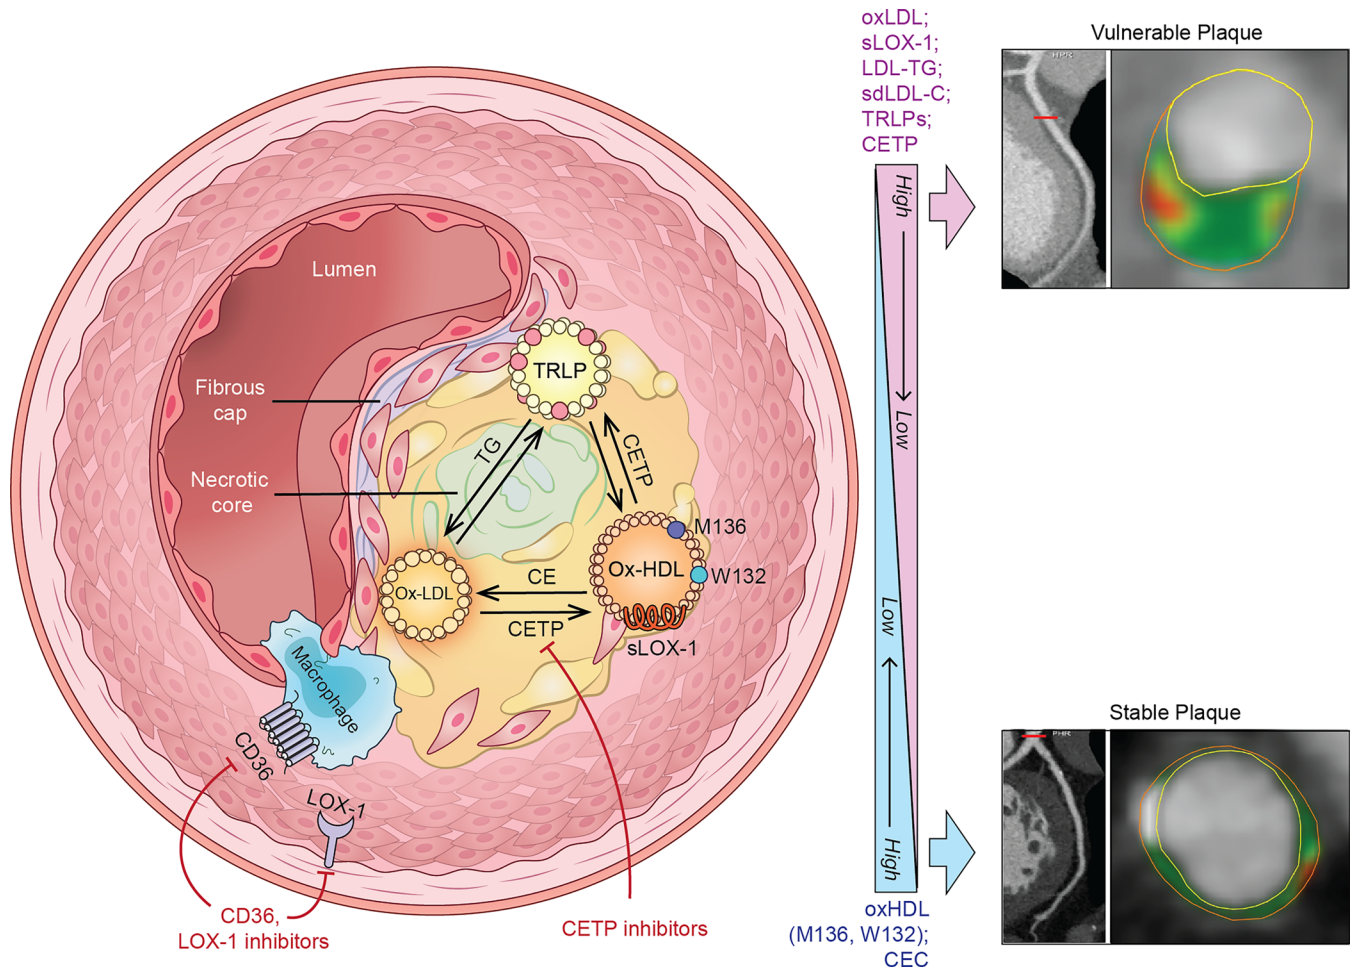 oxLDL;
sLOX-1;
LDL-TG;
sdLDL-C;
TRLPs;
CETP
Vulnerable Plaque
HPR
High
Low
Lumen
Fibrous
cap
Necrotic
core
TRLP
TG
CETP
M136
Ox-HDL
W132
Ox-LDL
CE
CETP
sLOX-1
Macrophage
CD36
LOX-1
CD36,
LOX-1 inhibitors
CETP inhibitors
Low
High
oxHDL
(M136, W132);
CEC
Stable Plaque
PHR